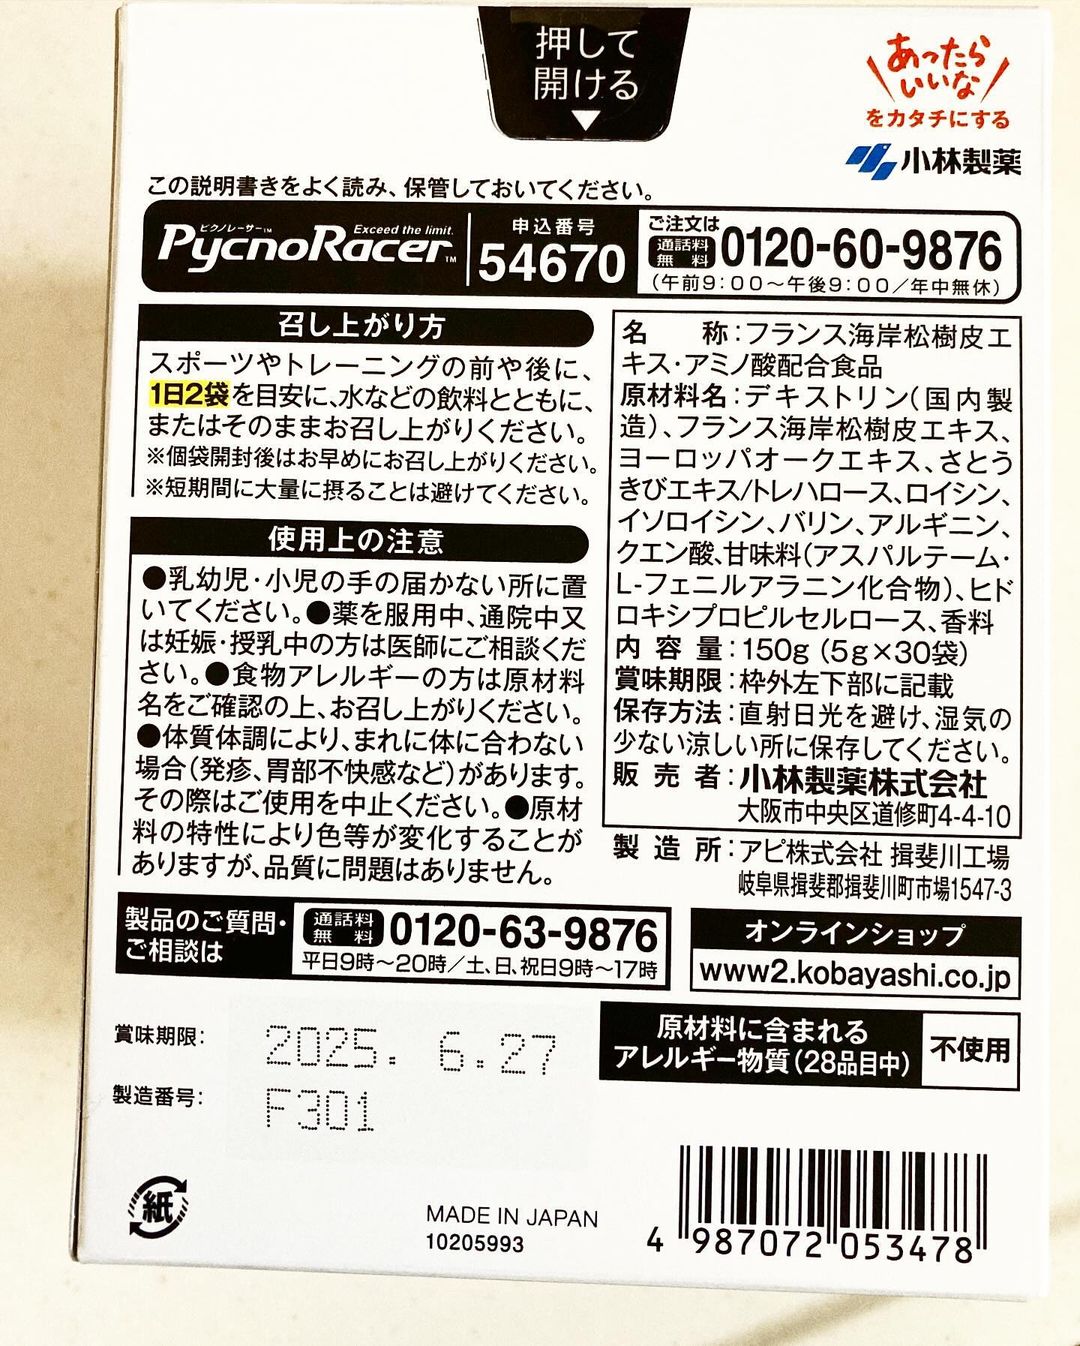 押して
開ける
あったら
いいな
をカタチにする
小林製薬
この説明書きをよく読み、保管しておいてください。
ピクノレーサー™
Exceed the limit.
PycnoRacer™
申込番号
54670
ご注文は
通話料
無料
0120-60-9876
(午前9:00〜午後9:00/年中無休)
召し上がり方
スポーツやトレーニングの前や後に、
1日2袋を目安に、水などの飲料とともに、
またはそのままお召し上がりください。
※個袋開封後はお早めにお召し上がりください。
※短期間に大量に摂ることは避けてください。
使用上の注意
●乳幼児・小児の手の届かない所に置
いてください。●薬を服用中、通院中又
は妊娠・授乳中の方は医師にご相談くだ
さい。●食物アレルギーの方は原材料
名をご確認の上、お召し上がりください。
●体質体調により、まれに体に合わない
場合(発疹、胃部不快感など)があります。
その際はご使用を中止ください。●原材
料の特性により色等が変化することが
ありますが、品質に問題はありません。
名称:フランス海岸松樹皮エ
キス・アミノ酸配合食品
原材料名:デキストリン(国内製
造)、フランス海岸松樹皮エキス、
ヨーロッパオークエキス、さとう
きびエキス/トレハロース、ロイシン、
イソロイシン、バリン、アルギニン、
クエン酸、甘味料(アスパルテーム・
L-フェニルアラニン化合物)、ヒド
ロキシプロピルセルロース、香料
内容量:150g(5g×30袋)
賞味期限:枠外左下部に記載
保存方法:直射日光を避け、湿気の
少ない涼しい所に保存してください。
販売者:小林製薬株式会社
大阪市中央区道修町4-4-10
製造所:アピ株式会社 揖斐川工場
岐阜県揖斐郡揖斐川町市場1547-3
製品のご質問・
ご相談は
通話料
無料
0120-63-9876
平日9時〜20時/土、日、祝日9時〜17時
オンラインショップ
www2.kobayashi.co.jp
原材料に含まれる
アレルギー物質(28品目中)
不使用
賞味期限:
2025. 6.27
製造番号:
F301
紙
MADE IN JAPAN
10205993
4 987072 053478